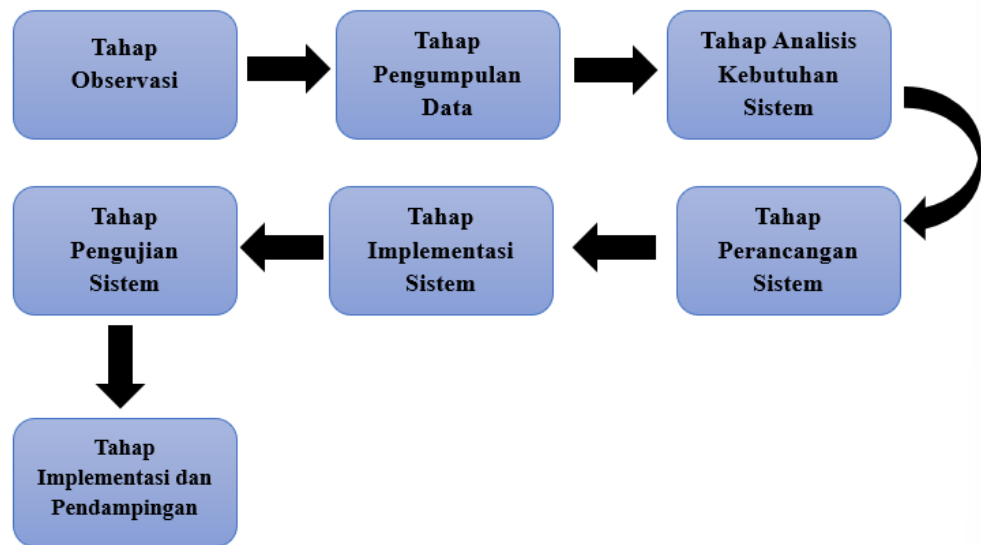 Tahap
Observasi
Tahap
Pengumpulan
Data
Tahap Analisis
Kebutuhan
Sistem
Tahap
Perancangan
Sistem
Tahap
Implementasi
Sistem
Tahap
Pengujian
Sistem
Tahap
Implementasi dan
Pendampingan